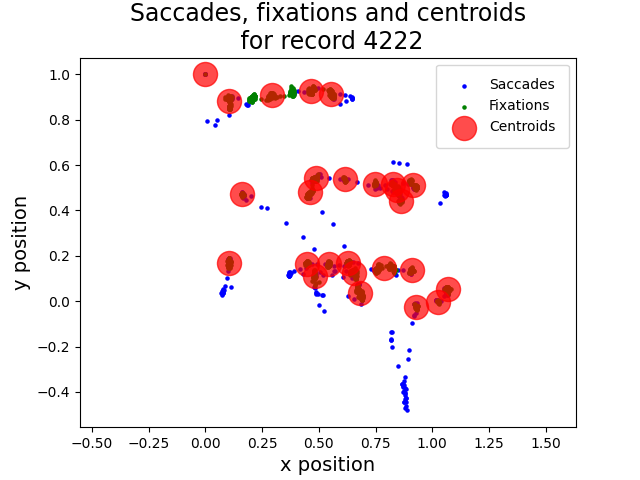 Saccades, fixations and centroids
for record 4222
Saccades
Fixations
Centroids
1.0
0.8
0.6
0.4
0.2
0.0
−0.2
−0.4
y position
−0.50
−0.25
0.00
0.25
0.50
0.75
1.00
1.25
1.50
x position